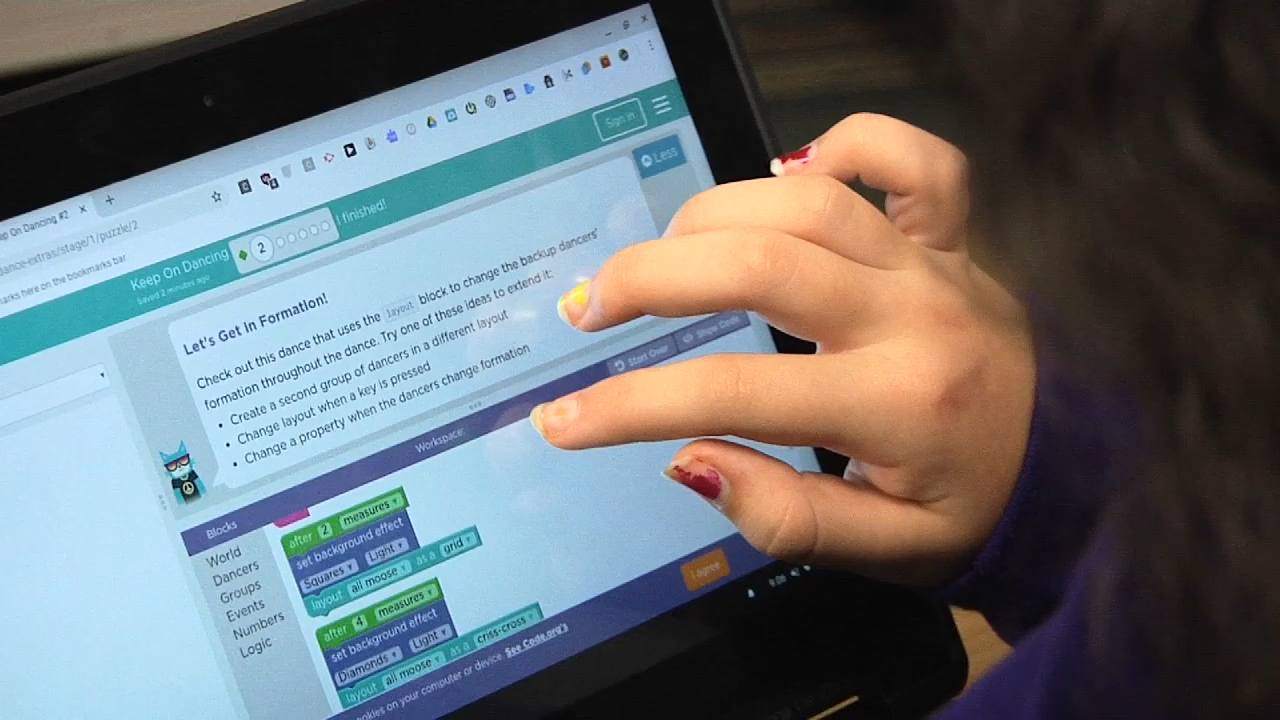 ep On Dancing #2
dance-extras/stage/1/puzzle/2
marks here on the bookmarks bar
Sign in
Keep On Dancing
2
I finished!
Saved 2 minutes ago
Less
Let's Get In Formation!
Check out this dance that uses the layout block to change the backup dancers'
formation throughout the dance. Try one of these ideas to extend it:
• Create a second group of dancers in a different layout
• Change layout when a key is pressed
• Change a property when the dancers change formation
Workspace:
Start Over
Show Code
Blocks
World
Dancers
Groups
Events
Numbers
Logic
after 2 measures
set background effect
Squares Light
layout all moose as a grid
after 4 measures
set background effect
Diamonds Light
layout all moose as a criss-cross
ookies on your computer or device. See Code.org's
I agree